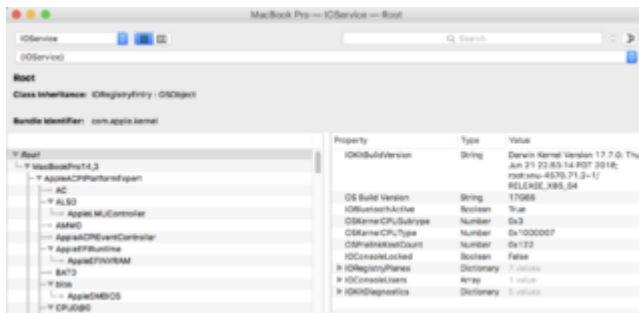 MacBook Pro — IOService — Root
IOService
Search
(IOService)
Root
Class Inheritance: IORegistryEntry : OSObject
Bundle Identifier: com.apple.kernel
Property Type Value
Root
MacBookPro14,3
AppleACPIPlatformExpert
AC
ALS0
AppleLMUController
AMW0
AppleACPIEventController
AppleEFIRuntime
AppleEFINVRAM
BAT0
bios
AppleSMBIOS
CPU0@0
IOKitBuildVersion String Darwin Kernel Version 17.7.0: Thu
Jun 21 22:53:14 PDT 2018;
root:xnu-4570.71.2~1/
RELEASE_X86_64
OS Build Version String 17G65
IOBluetoothActive Boolean True
OSKernelCPUSubtype Number 0x3
OSKernelCPUType Number 0x1000007
OSPrelinkKextCount Number 0x122
IOConsoleLocked Boolean False
IORegistryPlanes Dictionary 7 values
IOConsoleUsers Array 1 value
IOKitDiagnostics Dictionary values